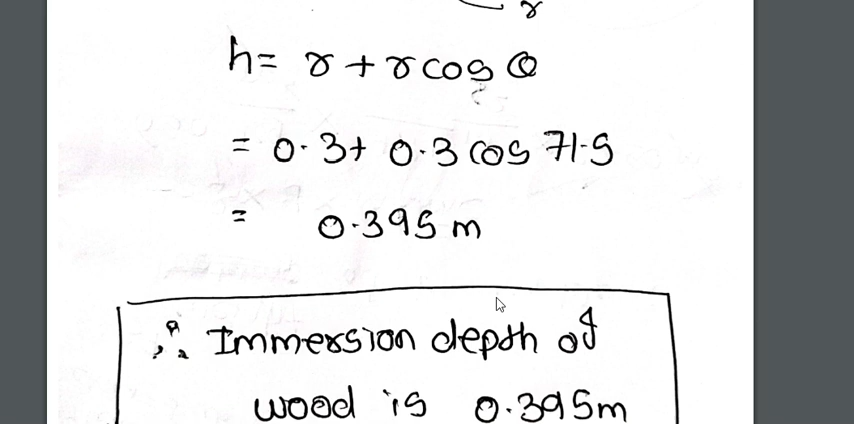 r
h= r + r cos θ
= 0.3+ 0.3 cos 71.5
= 0.395 m
∴ Immersion depth of
wood is 0.395m